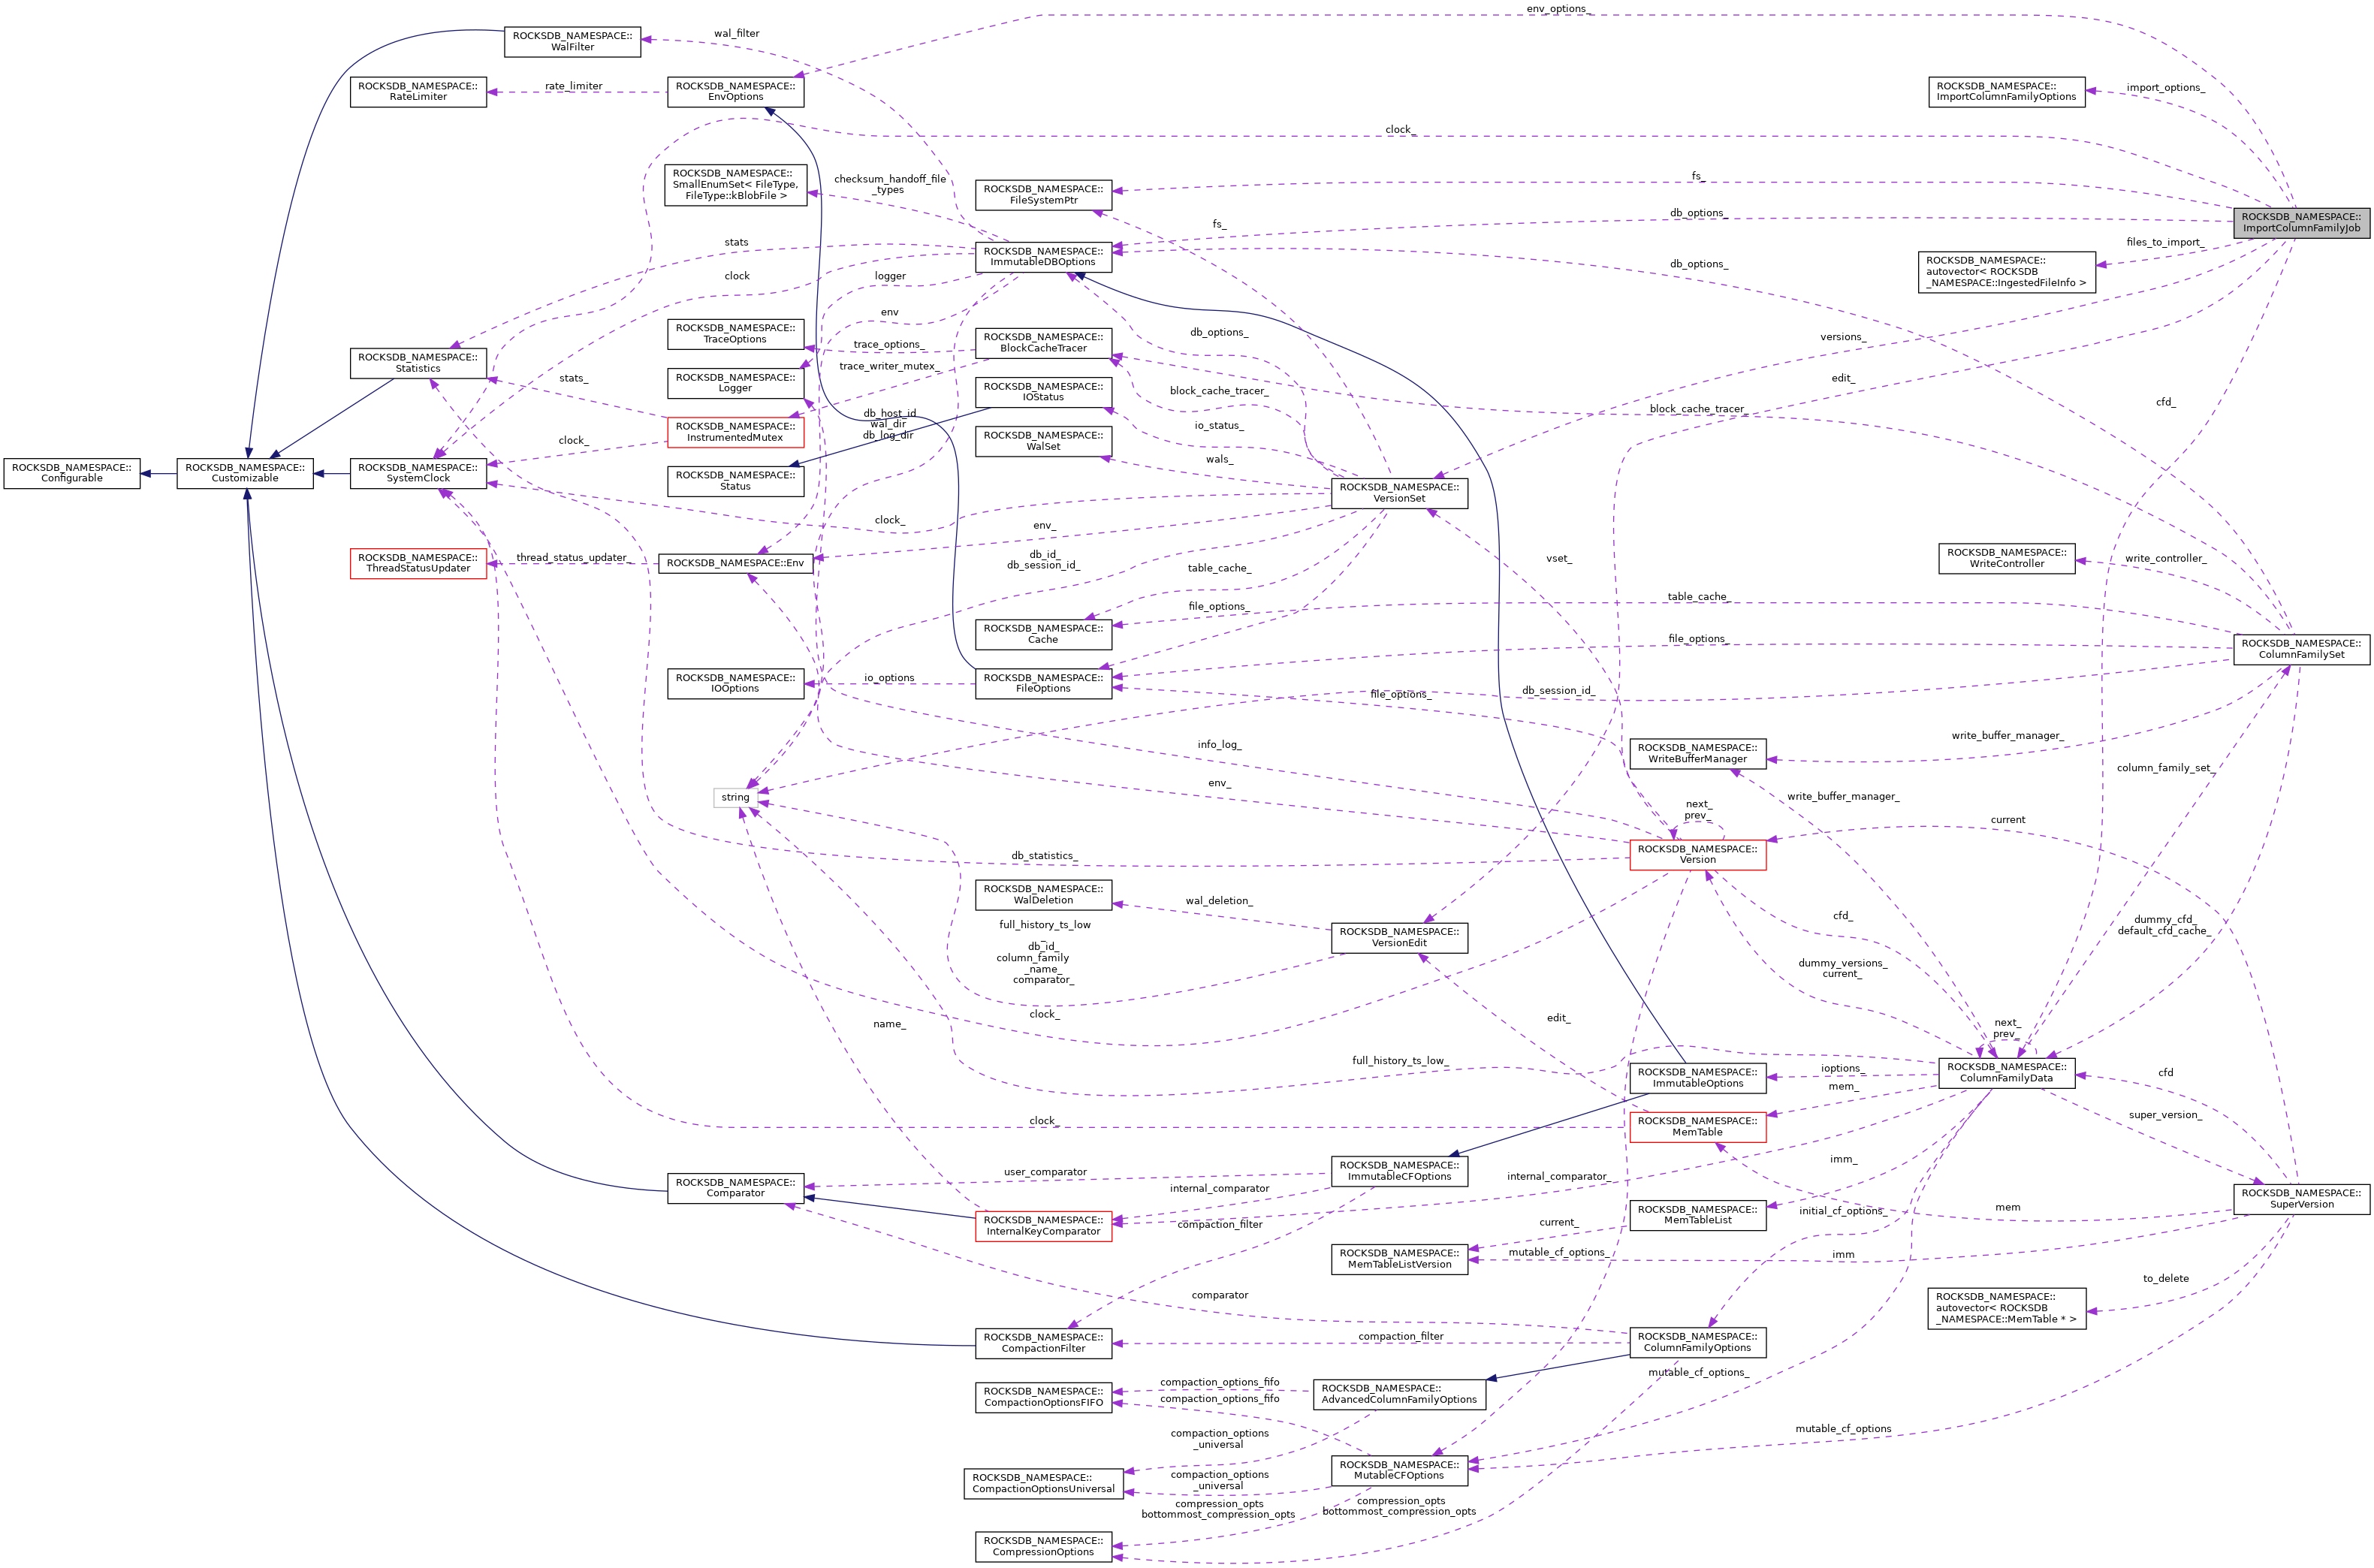 env_options_
ROCKSDB_NAMESPACE::
WalFilter
wal_filter
ROCKSDB_NAMESPACE::
RateLimiter
rate_limiter
ROCKSDB_NAMESPACE::
EnvOptions
ROCKSDB_NAMESPACE::
ImportColumnFamilyOptions
import_options_
clock_
ROCKSDB_NAMESPACE::
SmallEnumSet< FileType,
FileType::kBlobFile >
checksum_handoff_file
_types
ROCKSDB_NAMESPACE::
FileSystemPtr
fs_
fs_
db_options_
ROCKSDB_NAMESPACE::
ImportColumnFamilyJob
stats
ROCKSDB_NAMESPACE::
ImmutableDBOptions
files_to_import_
clock
logger
db_options_
ROCKSDB_NAMESPACE::
autovector< ROCKSDB
_NAMESPACE::IngestedFileInfo >
env
ROCKSDB_NAMESPACE::
TraceOptions
trace_options_
ROCKSDB_NAMESPACE::
BlockCacheTracer
db_options_
versions_
ROCKSDB_NAMESPACE::
Statistics
stats_
ROCKSDB_NAMESPACE::
Logger
trace_writer_mutex_
ROCKSDB_NAMESPACE::
IOStatus
block_cache_tracer_
edit_
cfd_
block_cache_tracer_
db_host_id
wal_dir
db_log_dir
ROCKSDB_NAMESPACE::
InstrumentedMutex
clock_
io_status_
ROCKSDB_NAMESPACE::
WalSet
wals_
ROCKSDB_NAMESPACE::
Configurable
ROCKSDB_NAMESPACE::
Customizable
ROCKSDB_NAMESPACE::
SystemClock
ROCKSDB_NAMESPACE::
Status
ROCKSDB_NAMESPACE::
VersionSet
clock_
env_
ROCKSDB_NAMESPACE::
ThreadStatusUpdater
thread_status_updater_
ROCKSDB_NAMESPACE::Env
db_id_
db_session_id_
table_cache_
vset_
ROCKSDB_NAMESPACE::
WriteController
write_controller_
file_options_
table_cache_
ROCKSDB_NAMESPACE::
Cache
file_options_
ROCKSDB_NAMESPACE::
ColumnFamilySet
ROCKSDB_NAMESPACE::
IOOptions
io_options
ROCKSDB_NAMESPACE::
FileOptions
file_options_
db_session_id_
info_log_
ROCKSDB_NAMESPACE::
WriteBufferManager
write_buffer_manager_
column_family_set_
env_
string
write_buffer_manager_
next_
prev_
current
db_statistics_
ROCKSDB_NAMESPACE::
Version
ROCKSDB_NAMESPACE::
WalDeletion
wal_deletion_
full_history_ts_low
_
db_id_
column_family
_name_
comparator_
ROCKSDB_NAMESPACE::
VersionEdit
cfd_
dummy_cfd_
default_cfd_cache_
dummy_versions_
current_
name_
clock_
edit_
next_
prev_
full_history_ts_low_
ROCKSDB_NAMESPACE::
ImmutableOptions
ioptions_
ROCKSDB_NAMESPACE::
ColumnFamilyData
cfd
mem_
clock_
ROCKSDB_NAMESPACE::
MemTable
super_version_
user_comparator
ROCKSDB_NAMESPACE::
ImmutableCFOptions
internal_comparator_
imm_
ROCKSDB_NAMESPACE::
Comparator
internal_comparator
ROCKSDB_NAMESPACE::
SuperVersion
ROCKSDB_NAMESPACE::
InternalKeyComparator
compaction_filter
current_
ROCKSDB_NAMESPACE::
MemTableList
initial_cf_options_
mem
ROCKSDB_NAMESPACE::
MemTableListVersion
mutable_cf_options_
imm
comparator
to_delete
ROCKSDB_NAMESPACE::
autovector< ROCKSDB
_NAMESPACE::MemTable * >
ROCKSDB_NAMESPACE::
CompactionFilter
compaction_filter
ROCKSDB_NAMESPACE::
ColumnFamilyOptions
ROCKSDB_NAMESPACE::
CompactionOptionsFIFO
compaction_options_fifo
compaction_options_fifo
ROCKSDB_NAMESPACE::
AdvancedColumnFamilyOptions
mutable_cf_options_
compaction_options
_universal
mutable_cf_options
ROCKSDB_NAMESPACE::
CompactionOptionsUniversal
compaction_options
_universal
ROCKSDB_NAMESPACE::
MutableCFOptions
compression_opts
bottommost_compression_opts
compression_opts
bottommost_compression_opts
ROCKSDB_NAMESPACE::
CompressionOptions